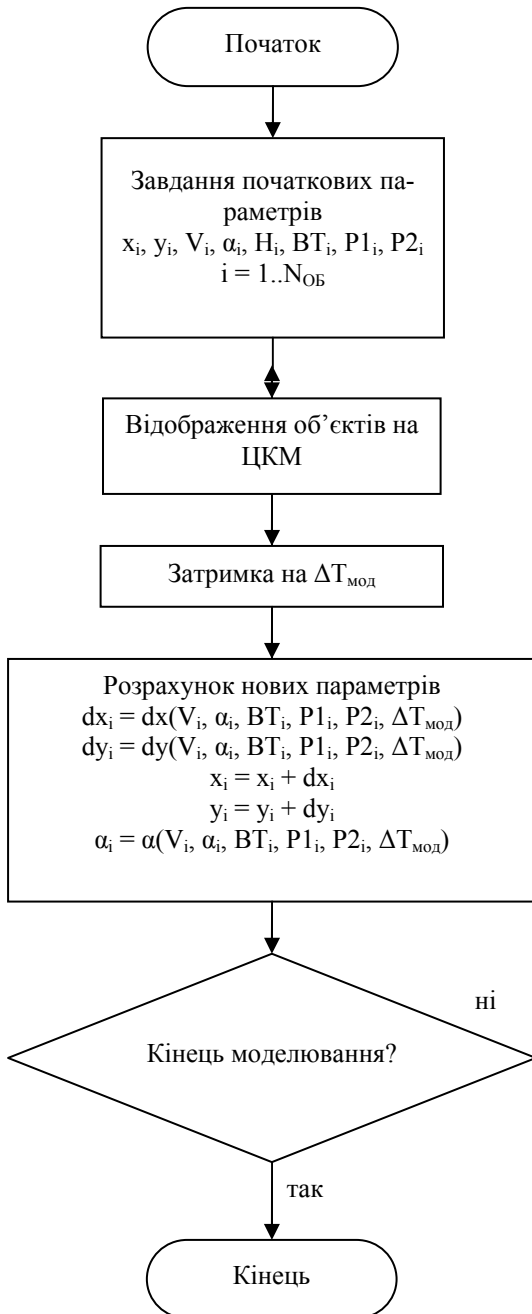 Початок
Завдання початкових па-
раметрів
xᵢ, yᵢ, Vᵢ, αᵢ, Hᵢ, BTᵢ, P1ᵢ, P2ᵢ
i = 1..N_ОБ
Відображення об’єктів на
ЦКМ
Затримка на ΔT_мод
Розрахунок нових параметрів
dxᵢ = dx(Vᵢ, αᵢ, BTᵢ, P1ᵢ, P2ᵢ, ΔT_мод)
dyᵢ = dy(Vᵢ, αᵢ, BTᵢ, P1ᵢ, P2ᵢ, ΔT_мод)
xᵢ = xᵢ + dxᵢ
yᵢ = yᵢ + dyᵢ
αᵢ = α(Vᵢ, αᵢ, BTᵢ, P1ᵢ, P2ᵢ, ΔT_мод)
ні
Кінець моделювання?
так
Кінець